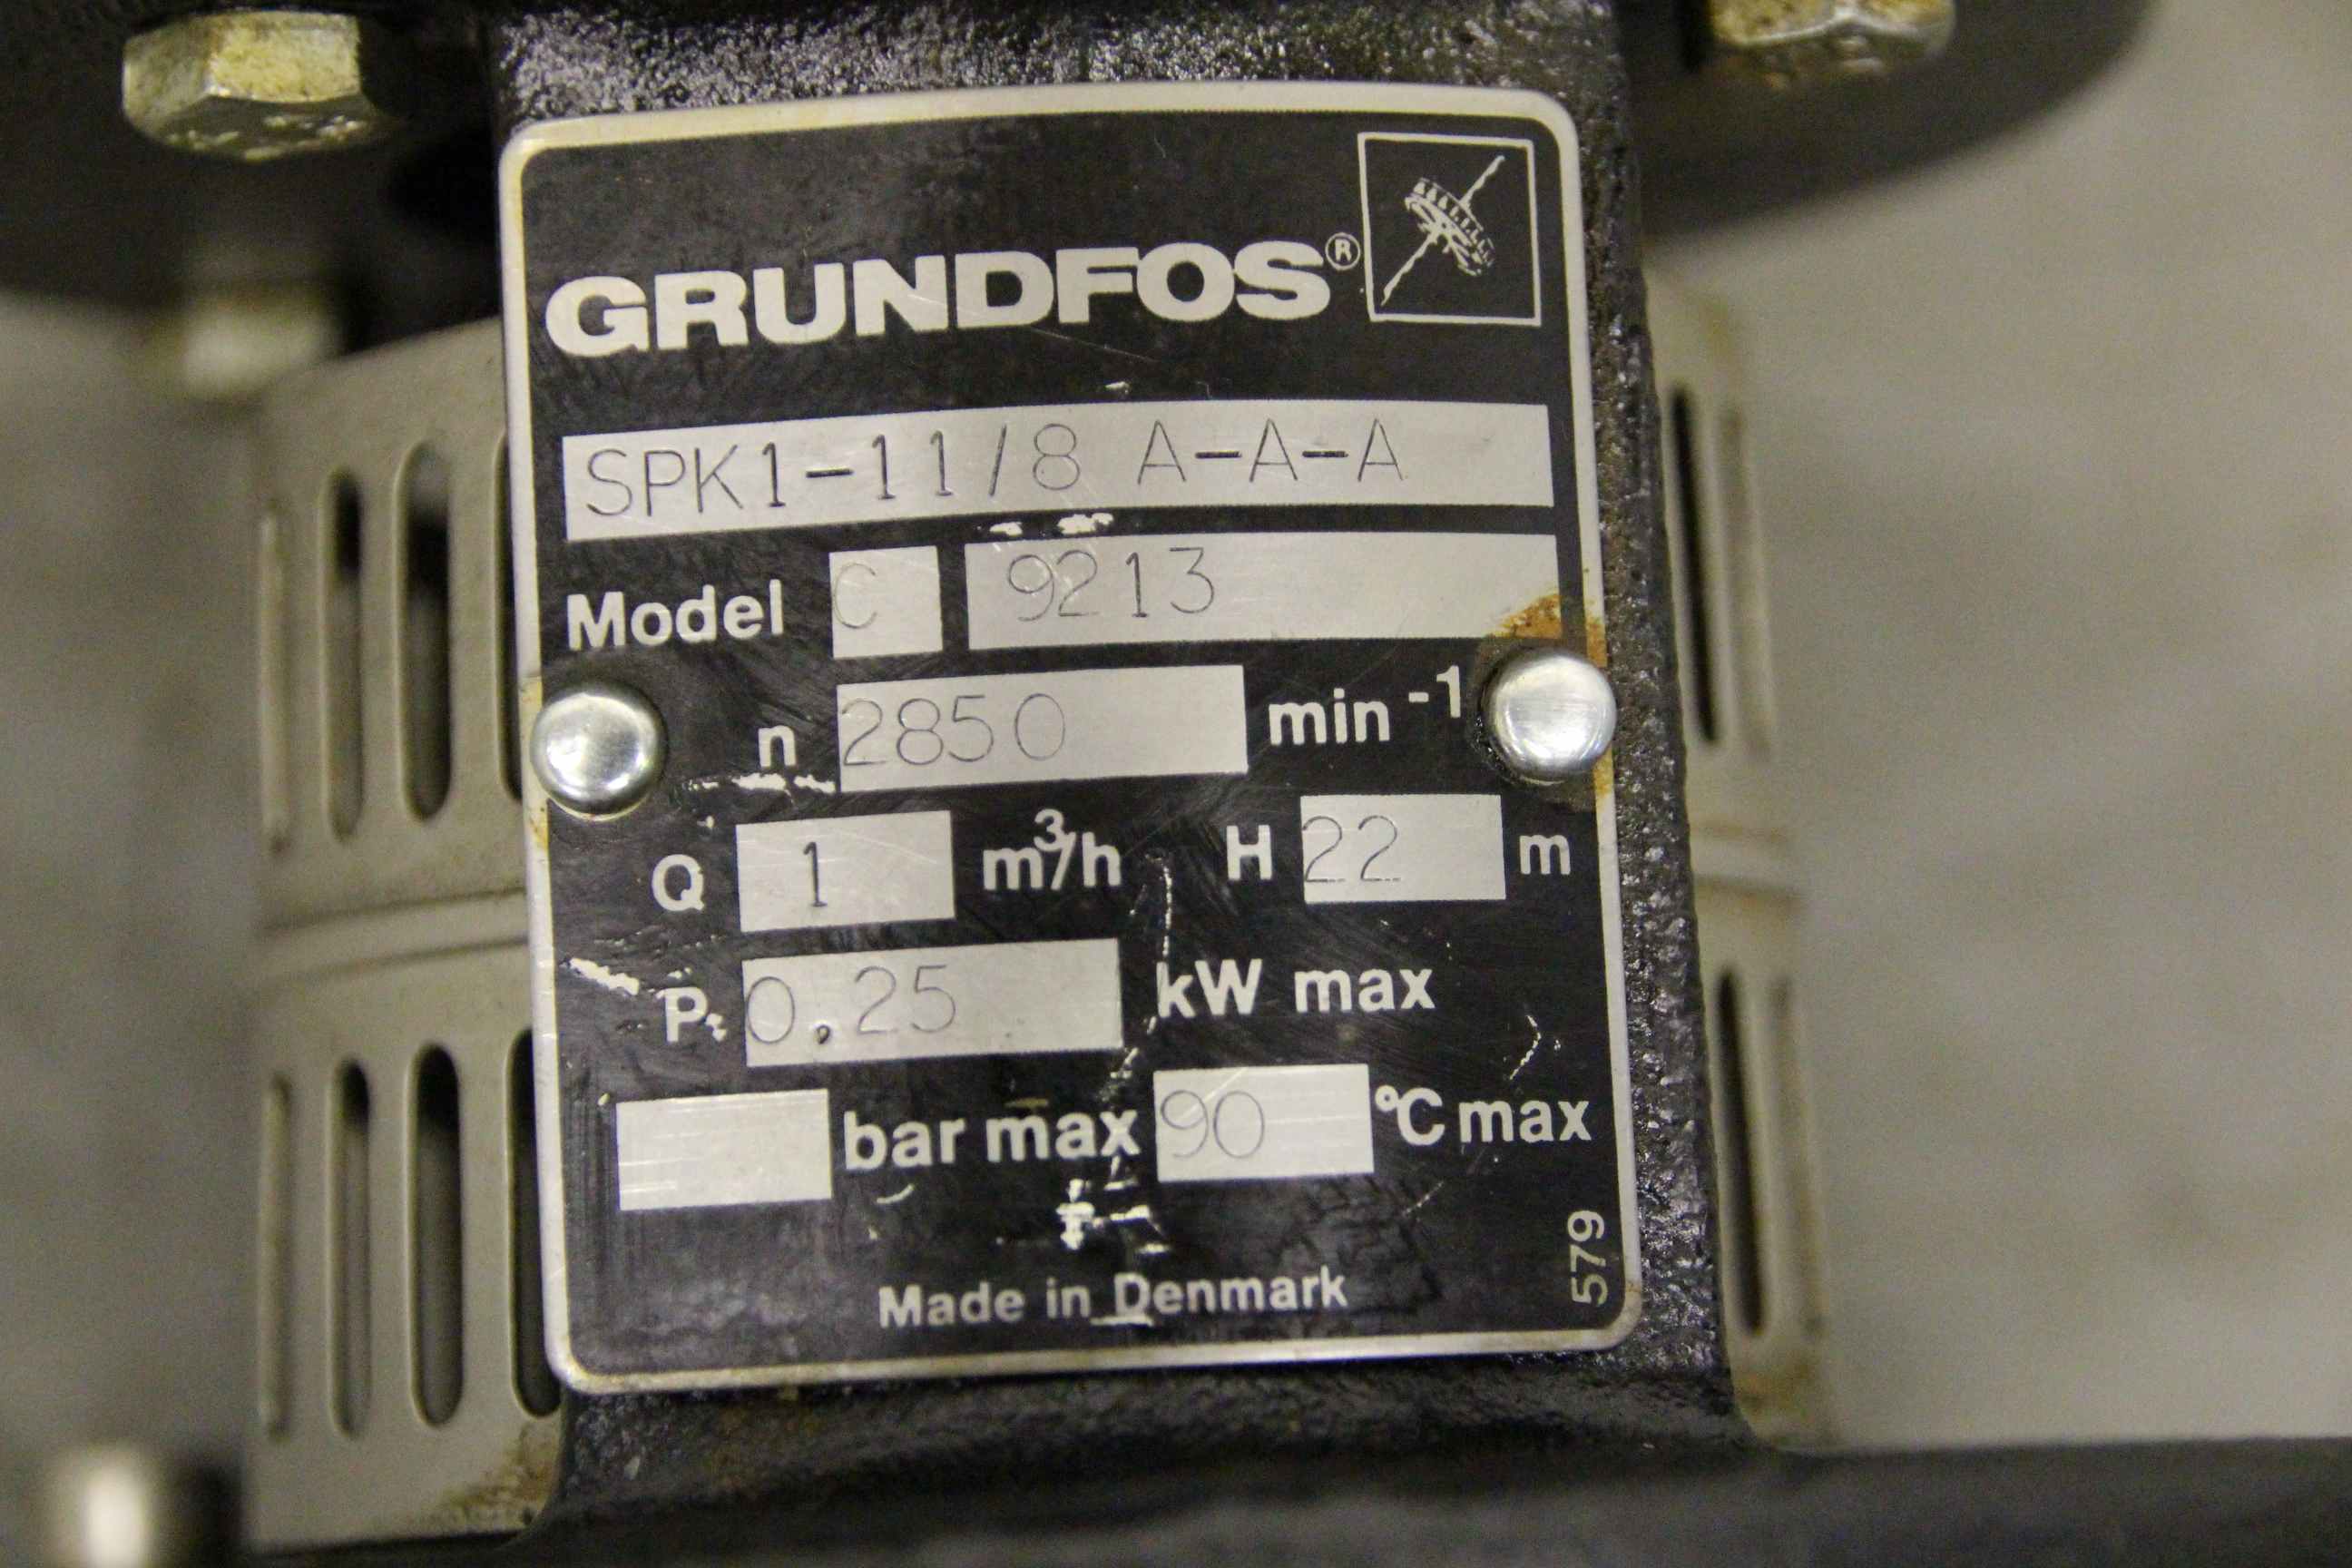 GRUNDFOS®
SPK1-11/8 A-A-A
Model C 9213
n 2850 min⁻¹
Q 1 m³/h H 22 m
P 0,25 kW max
bar max 90 °C max
579
Made in Denmark